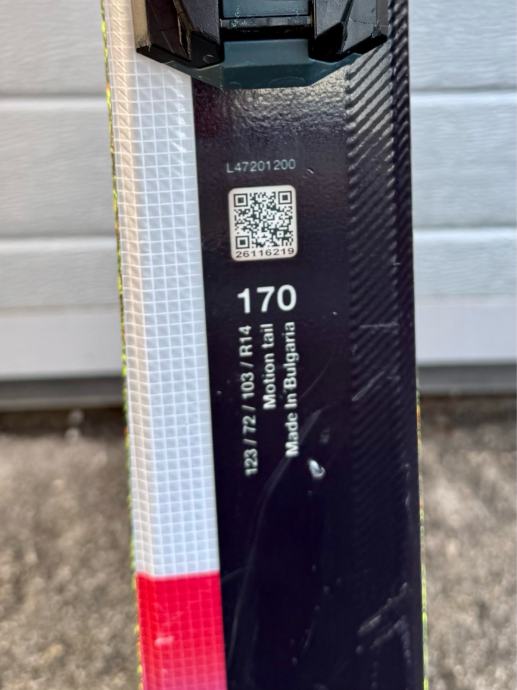 L47201200
26116219
170
123 / 72 / 103 / R14
Motion tail
Made In Bulgaria